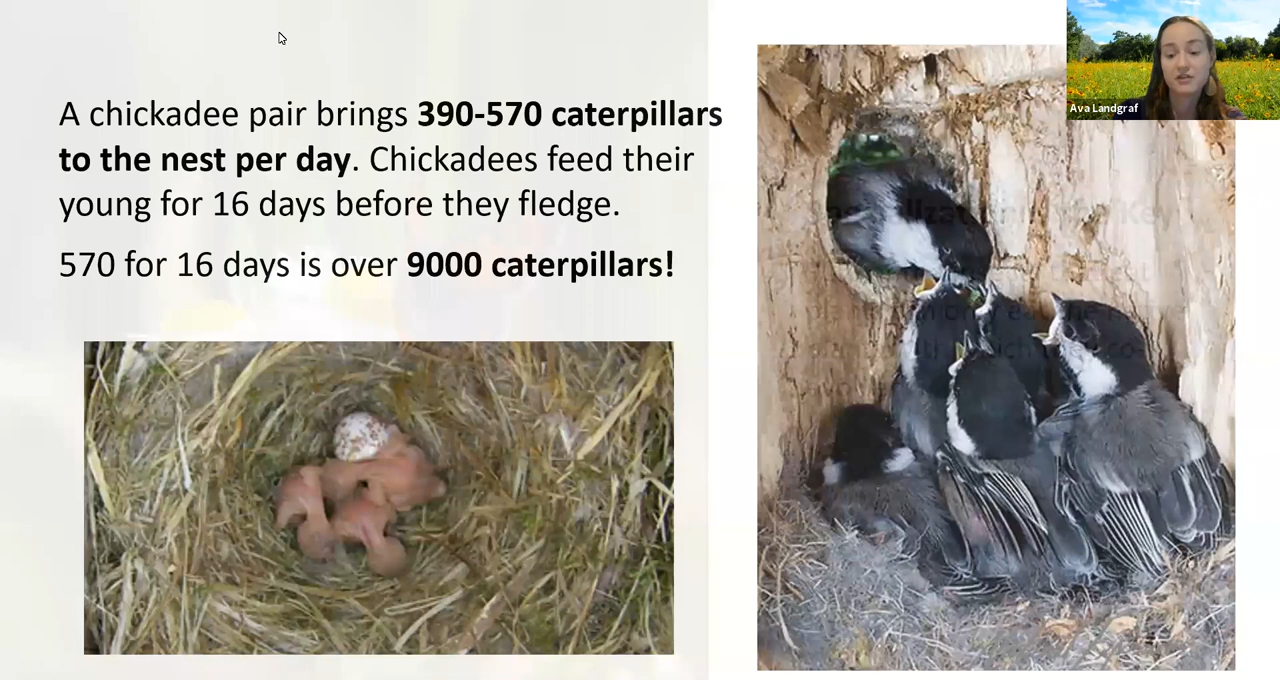 A chickadee pair brings 390-570 caterpillars
to the nest per day. Chickadees feed their
young for 16 days before they fledge.
570 for 16 days is over 9000 caterpillars!
Ava Landgraf